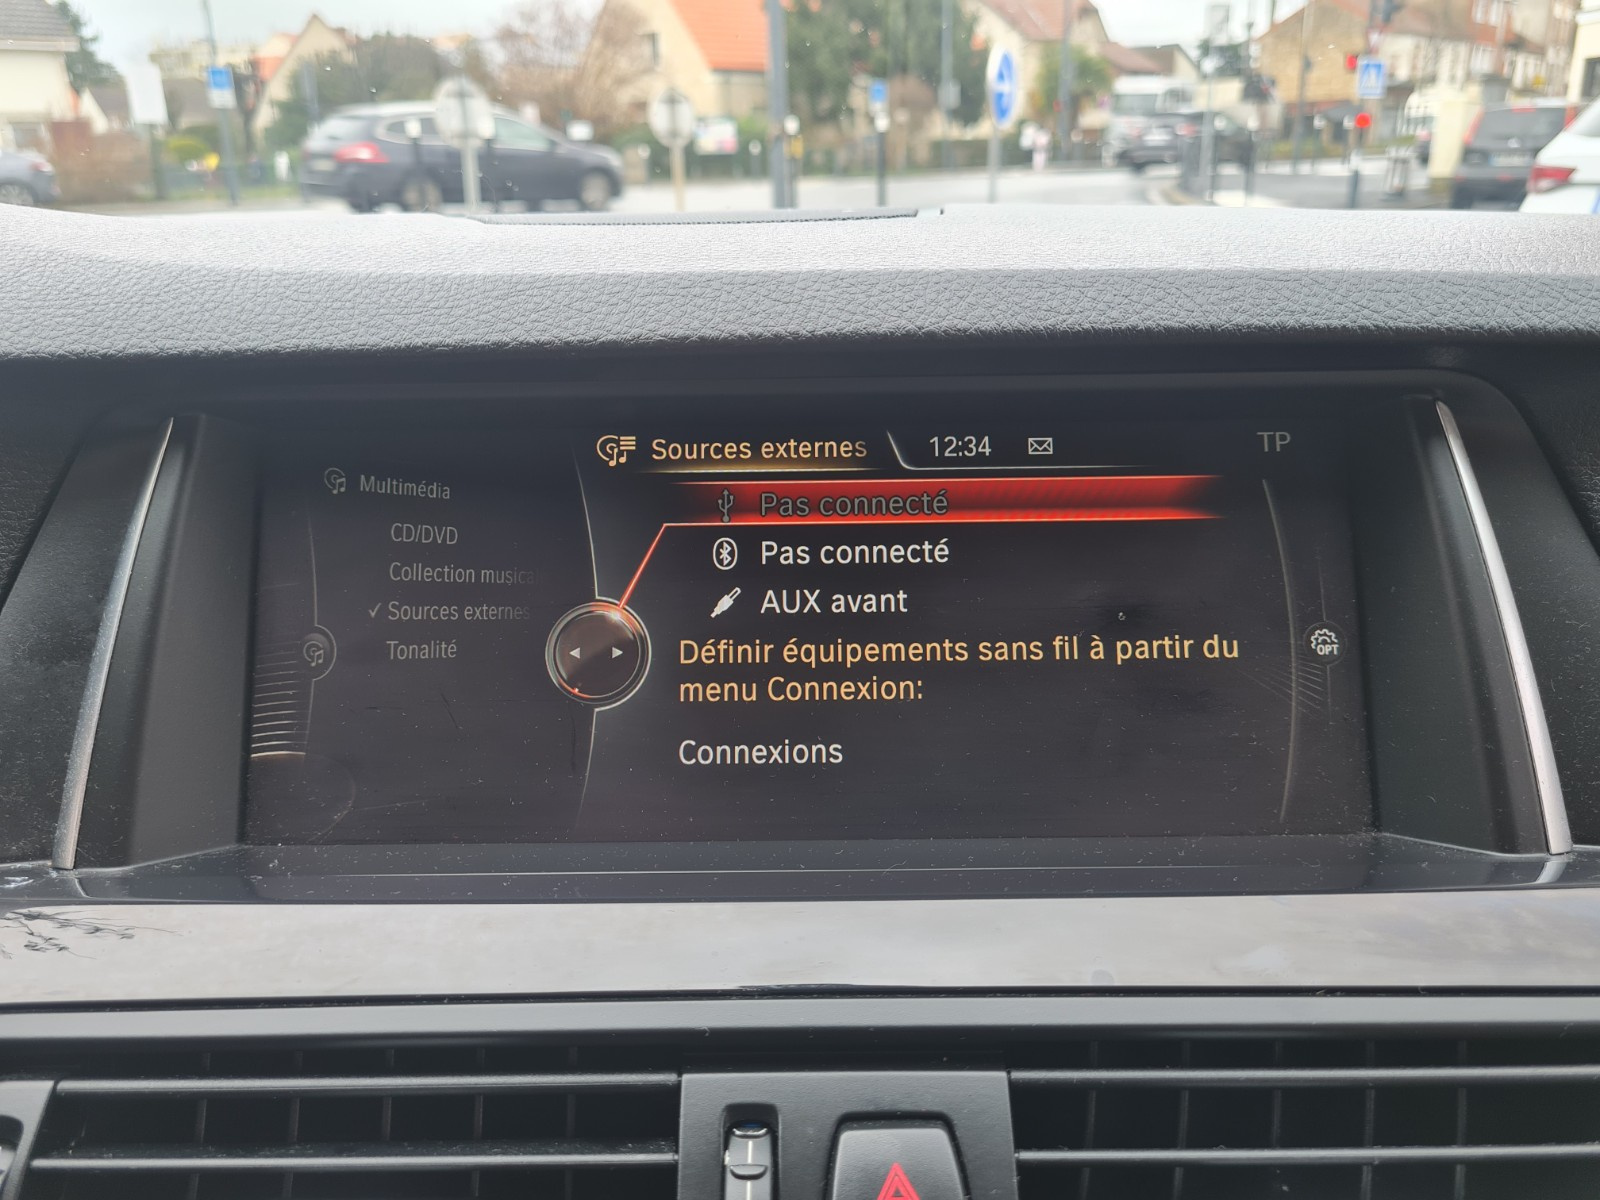 Sources externes
12:34
TP
Multimédia
CD/DVD
Collection musica
Sources externes
Tonalité
Pas connecté
Pas connecté
AUX avant
Définir équipements sans fil à partir du
menu Connexion:
Connexions
OPT